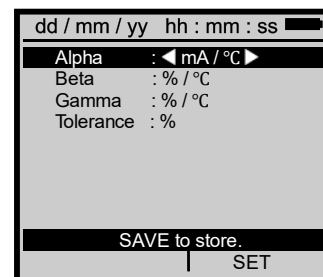 dd / mm / yy hh : mm : ss
Alpha : ◀ mA / °C ▶
Beta : % / °C
Gamma : % / °C
Tolerance : %
SAVE to store.
SET